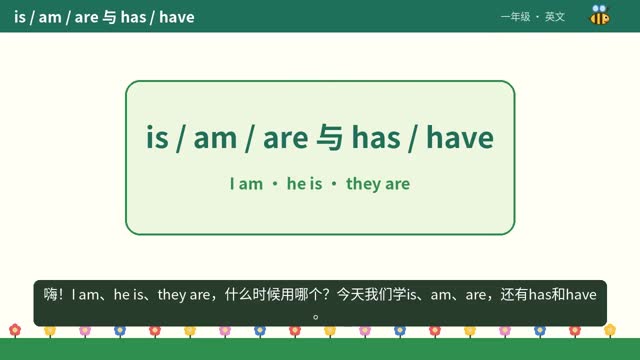 is / am / are 与 has / have
一年级 · 英文
is / am / are 与 has / have
I am · he is · they are
嗨！I am、he is、they are，什么时候用哪个？今天我们学is、am、are，还有has和have
。